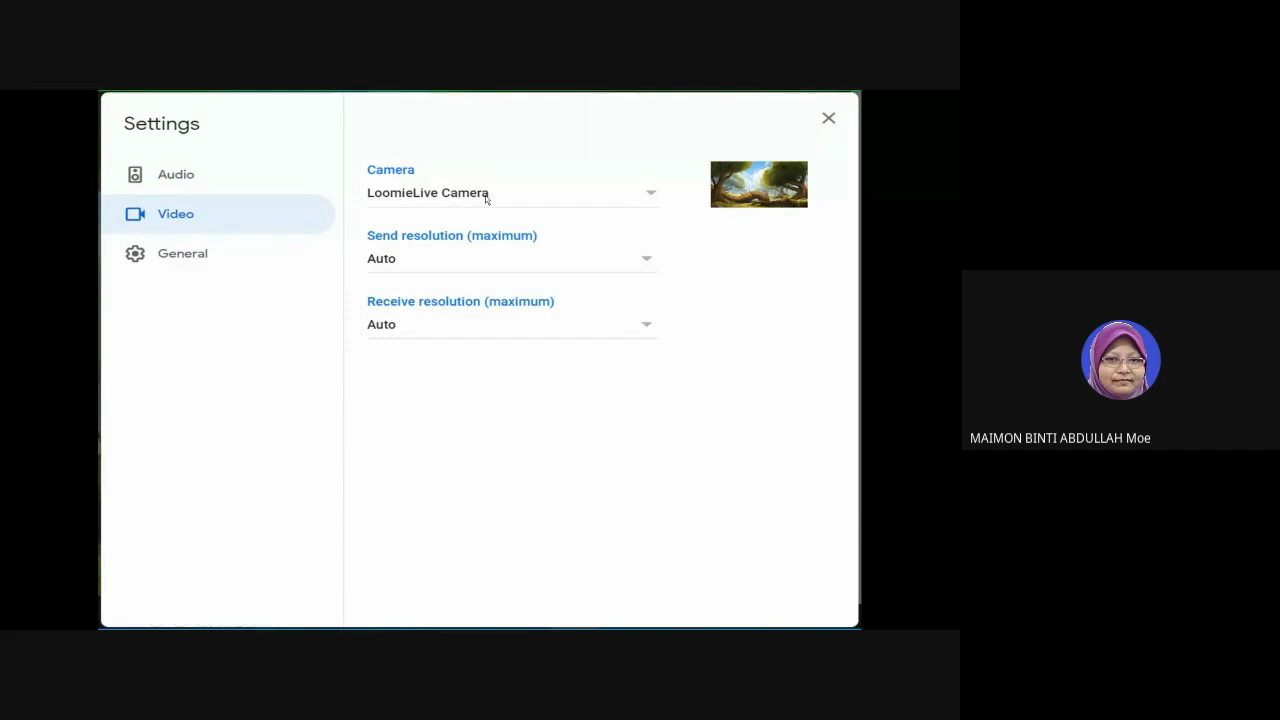 Settings
Audio
Video
General
Camera
LoomieLive Camera
Send resolution (maximum)
Auto
Receive resolution (maximum)
Auto
MAIMON BINTI ABDULLAH Moe